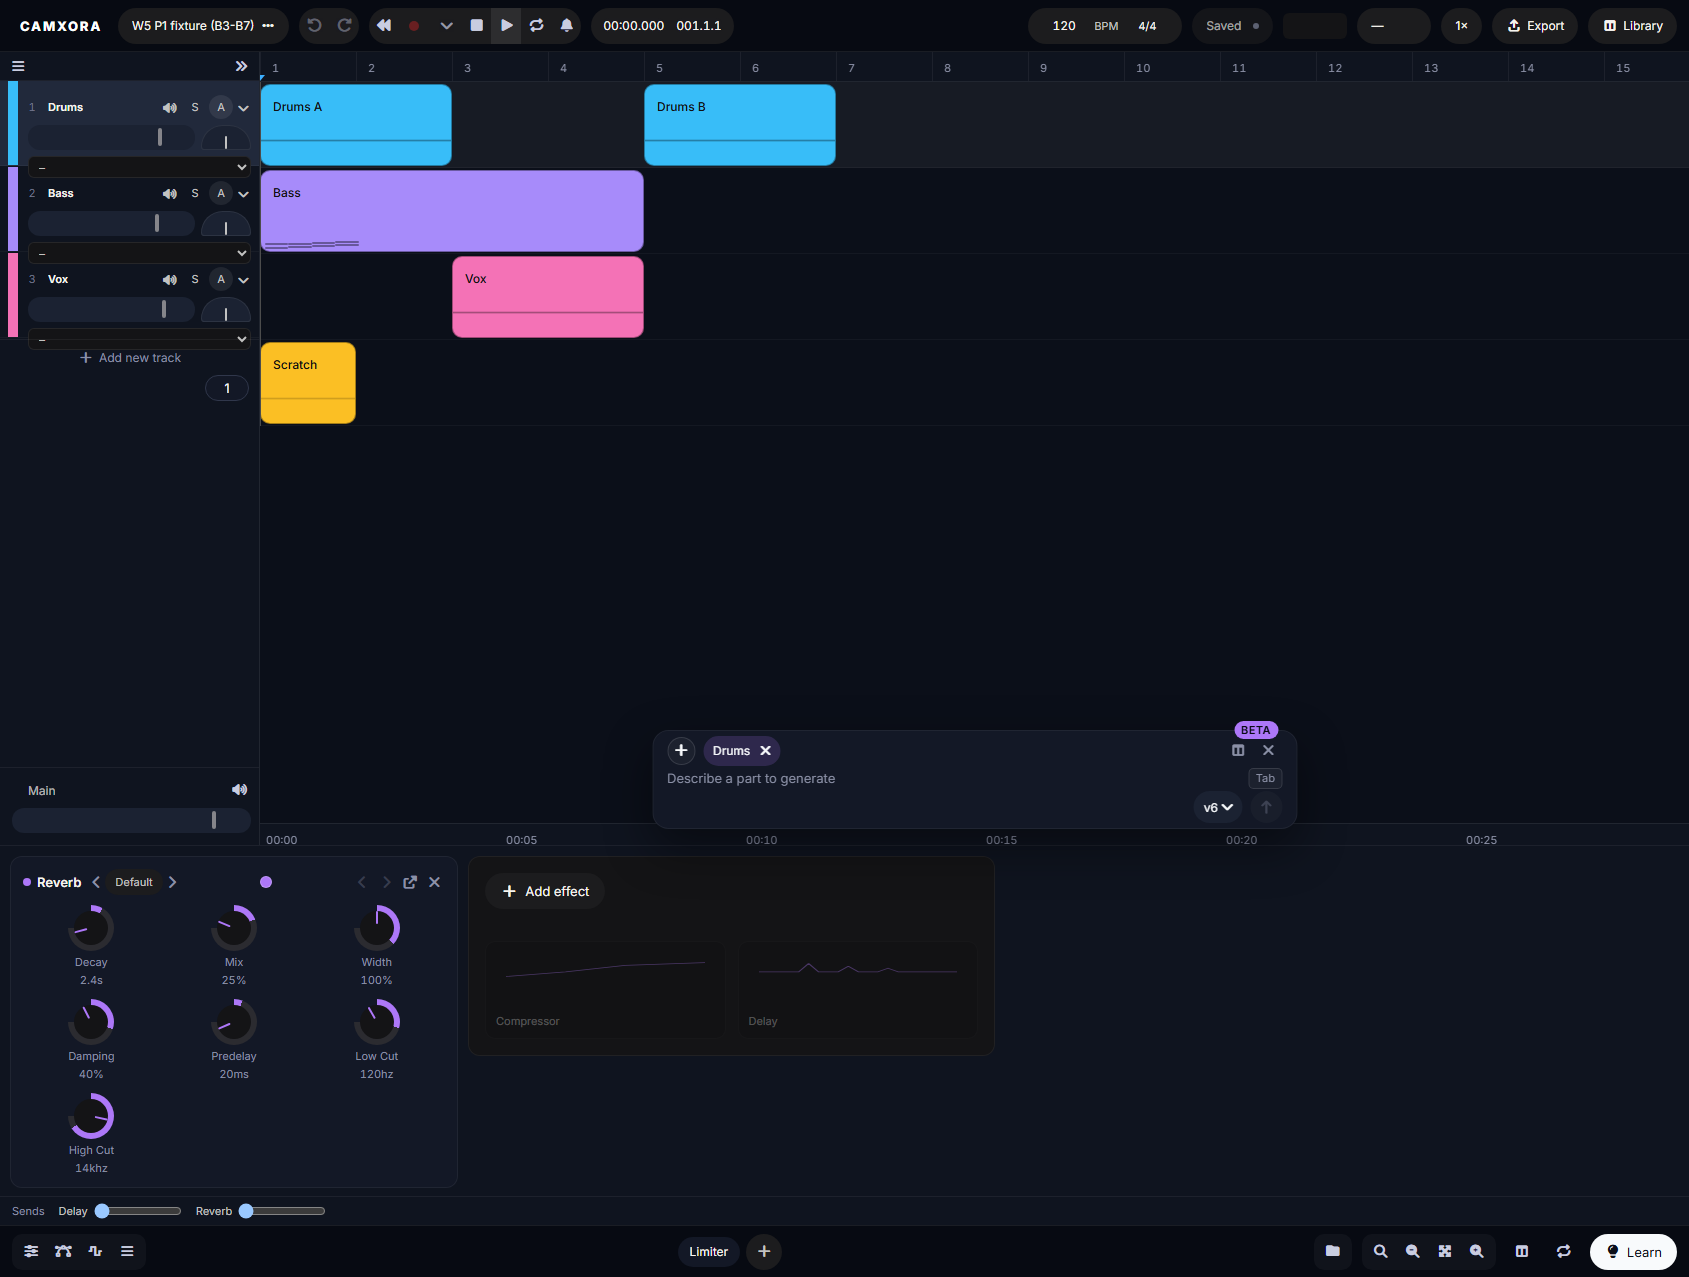 CAMXORA W5 P1 fixture (B3-B7) ••• 00:00.000 001.1.1 120 BPM 4/4 Saved — 1× Export Library
1 2 3 4 5 6 7 8 9 10 11 12 13 14 15
1 Drums S A
–
Drums A
Drums B
2 Bass S A
–
Bass
3 Vox S A
–
Vox
Add new track
1
Scratch
BETA
Drums
Describe a part to generate
Tab
v6
Main
00:00 00:05 00:10 00:15 00:20 00:25
Reverb Default
Decay Mix Width
2.4s 25% 100%
Damping Predelay Low Cut
40% 20ms 120hz
High Cut
14khz
Add effect
Compressor Delay
Sends Delay Reverb
Limiter
Learn